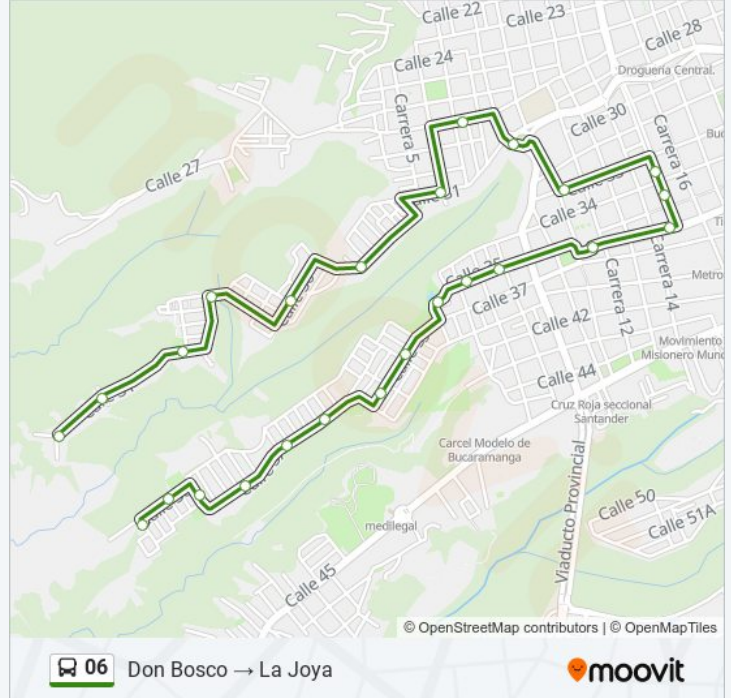 Calle 22
Calle 23
Calle 28
Calle 24
Droguería Central.
Carrera 5
Calle 30
Carrera 16
Calle 27
Calle 34
Calle 37
Carrera 12
Carrera 14
Metro
Calle 42
Movimiento
Misionero Mun
Calle 44
Cruz Roja seccional
Santander
Carcel Modelo de
Bucaramanga
Viaducto Provincial
Calle 50
Calle 51A
medilegal
Calle 45
© OpenStreetMap contributors | © OpenMapTiles
06 Don Bosco → La Joya
moovit